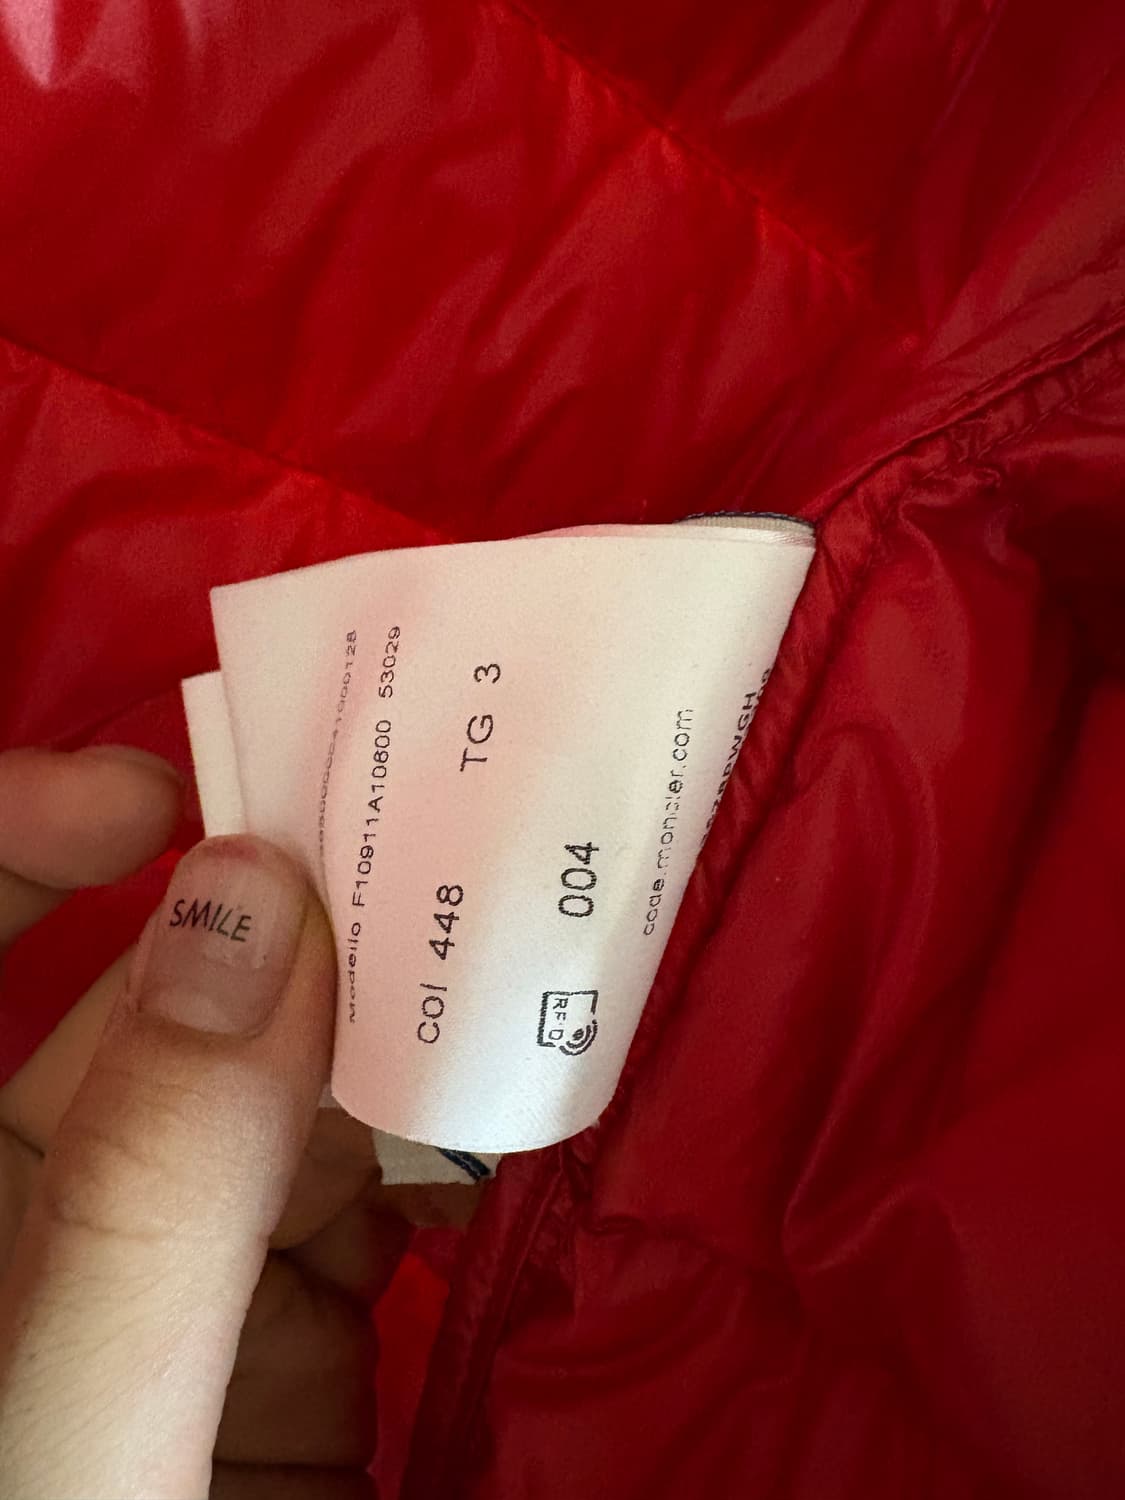 Modello F10911A10800 53029
COl 448 TG 3
004
RFID
code.moncler.com
SMILE